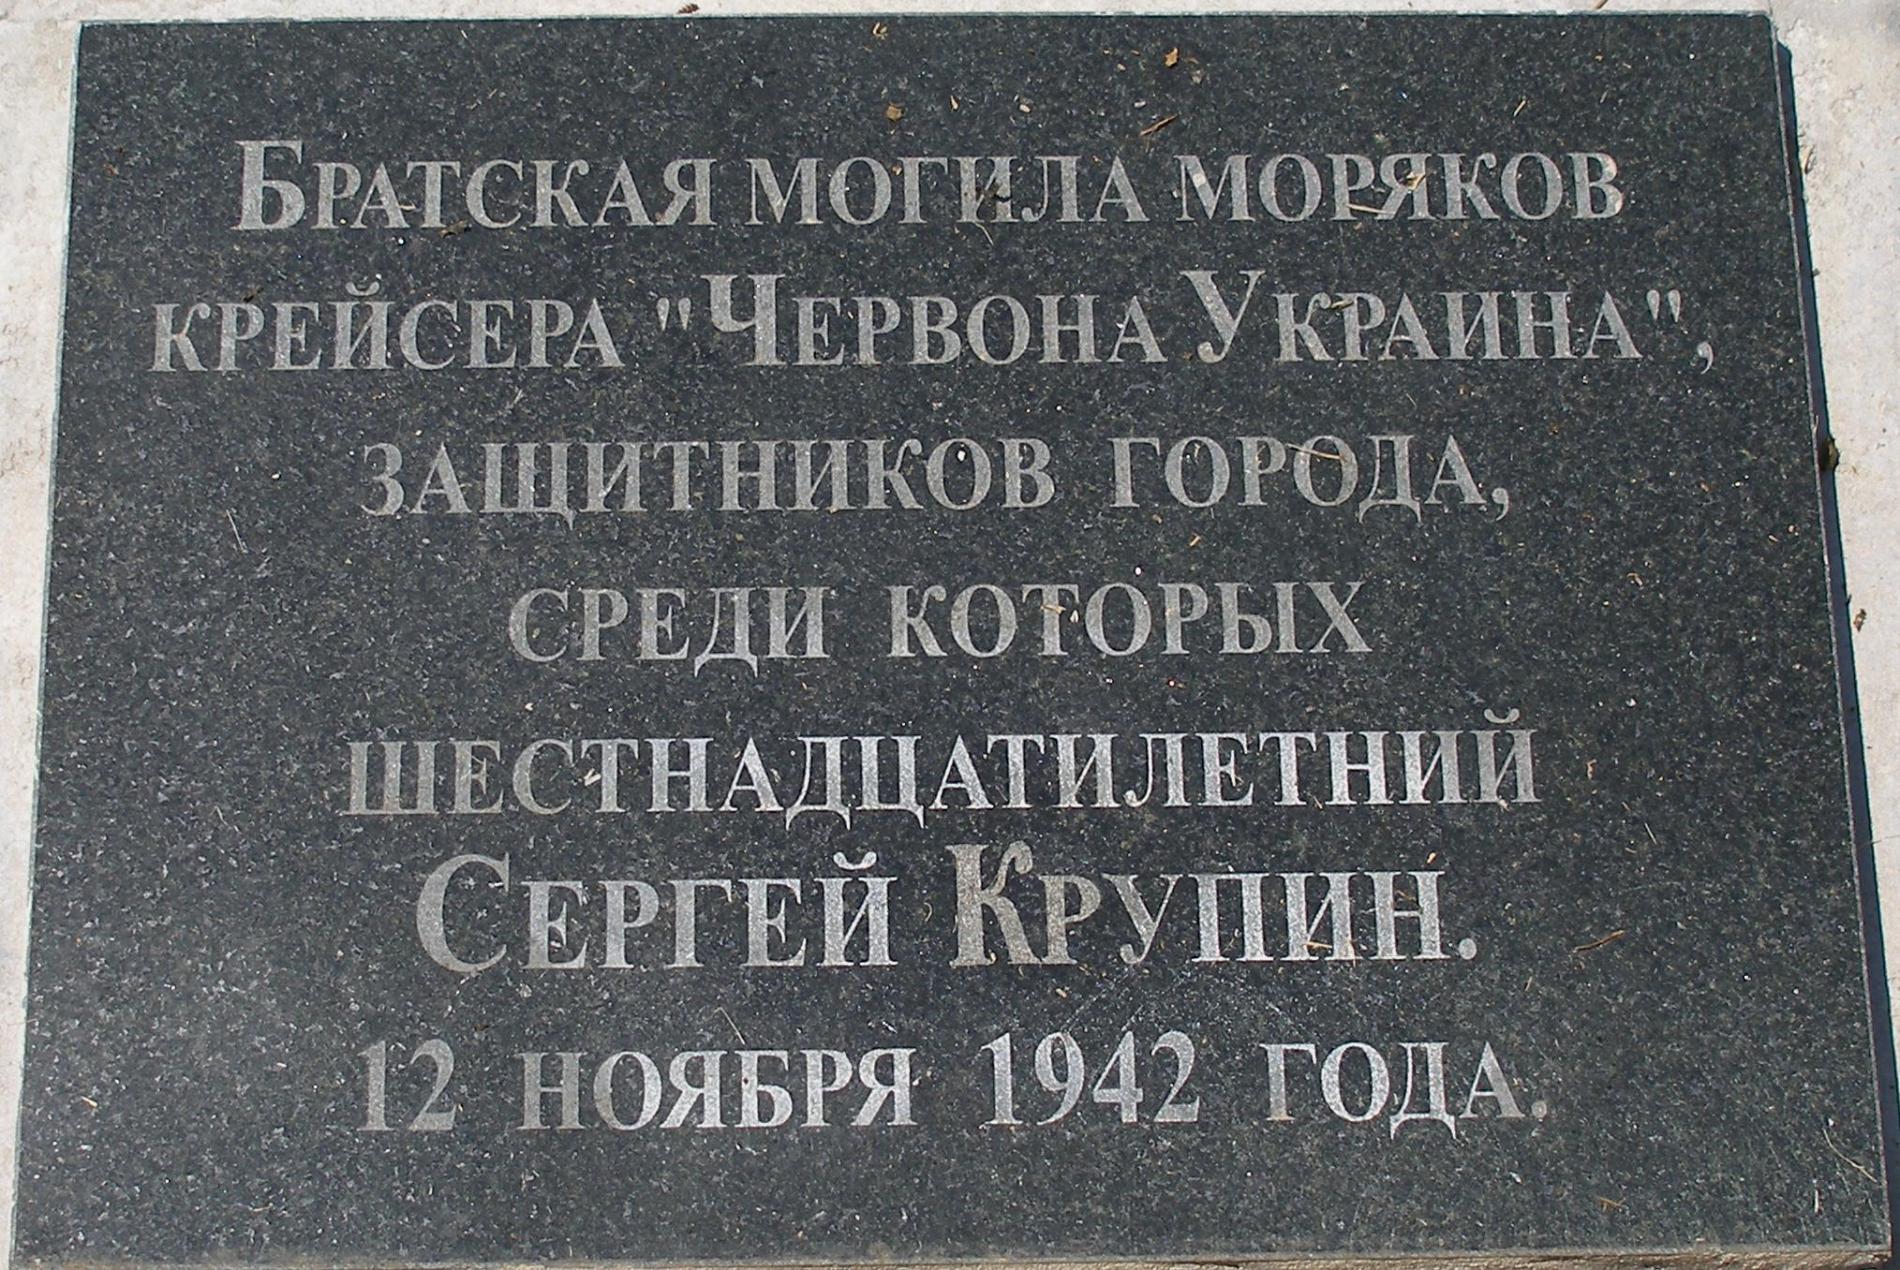 Братская могила моряков
крейсера "Червона Украина",
защитников города,
среди которых
шестнадцатилетний
Сергей Крупин.
12 ноября 1942 года.